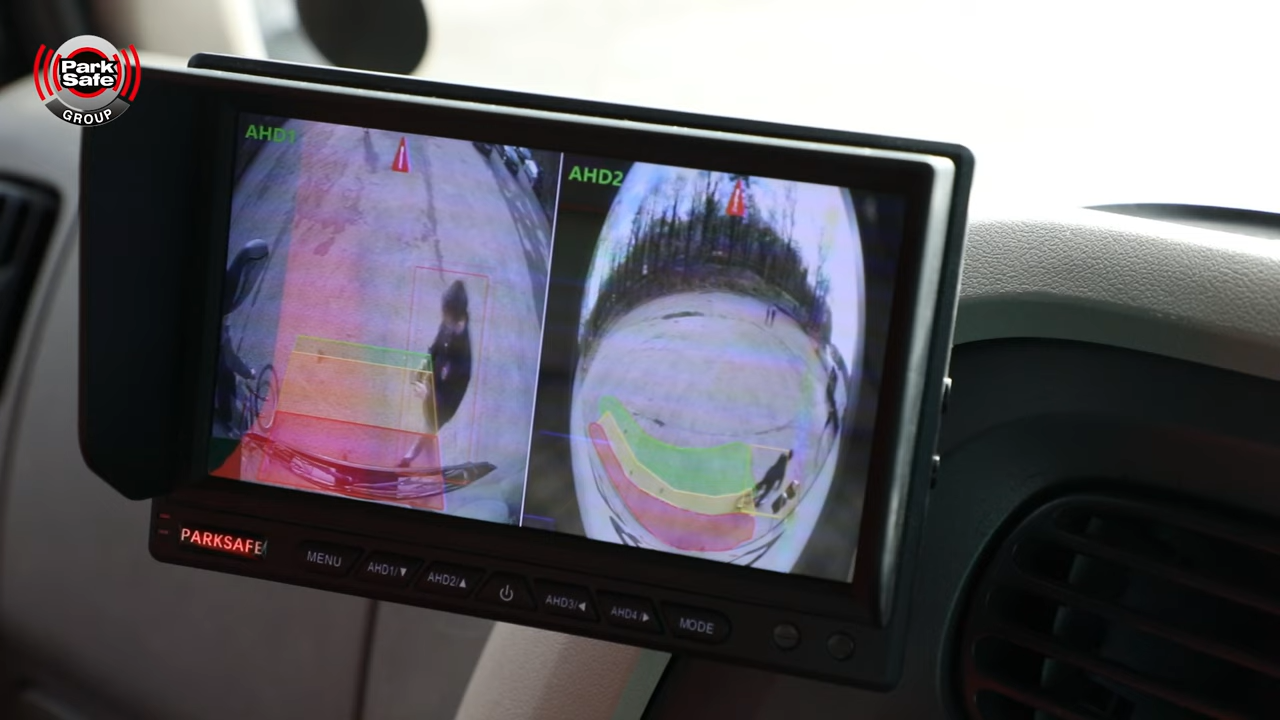 Park
Safe
GROUP
AHD1
AHD2
PARKSAFE
MENU
AHD1/▼
AHD2/▲
AHD3/◀
AHD4/▶
MODE